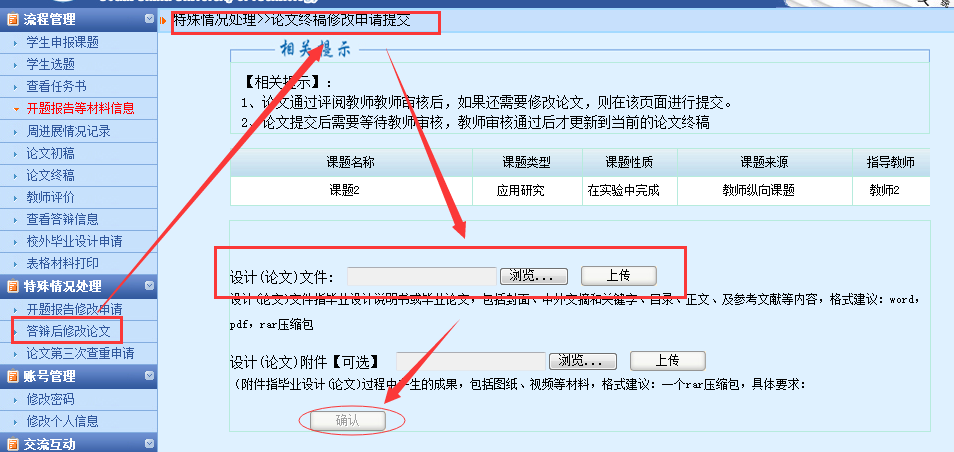 流程管理
学生申报课题
学生选题
查看任务书
开题报告等材料信息
周进展情况记录
论文初稿
论文终稿
教师评价
查看答辩信息
校外毕业设计申请
表格材料打印
特殊情况处理
开题报告修改申请
答辩后修改论文
论文第三次查重申请
账号管理
修改密码
修改个人信息
交流互动
特殊情况处理>>论文终稿修改申请提交
相关提示
【相关提示】:
1、论文通过评阅教师教师审核后，如果还需要修改论文，则在该页面进行提交。
2、论文提交后需要等待教师审核，教师审核通过后才更新到当前的论文终稿
课题名称 课题类型 课题性质 课题来源 指导教师
课题2 应用研究 在实验中完成 教师纵向课题 教师2
设计(论文)文件: 浏览... 上传
设计(论文)文件指毕业设计说明书或毕业论文，包括封面、中外文摘和关键字、目录、正文、及参考文献等内容，格式建议: word,
pdf, rar压缩包
设计(论文)附件【可选】 浏览... 上传
(附件指毕业设计(论文)过程中产生的成果，包括图纸、视频等材料，格式建议: 一个rar压缩包，具体要求:
确认